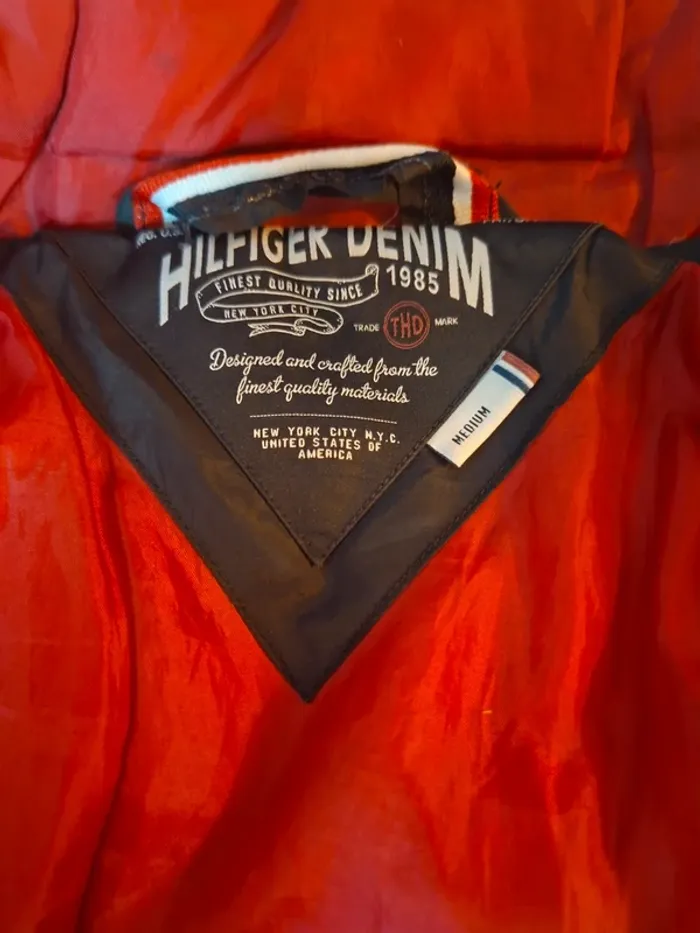 REG. U.S.
HILFIGER DENIM
FINEST QUALITY SINCE 1985
NEW YORK CITY
TRADE THD MARK
Designed and crafted from the
finest quality materials
NEW YORK CITY N.Y.C.
UNITED STATES OF
AMERICA
MEDIUM